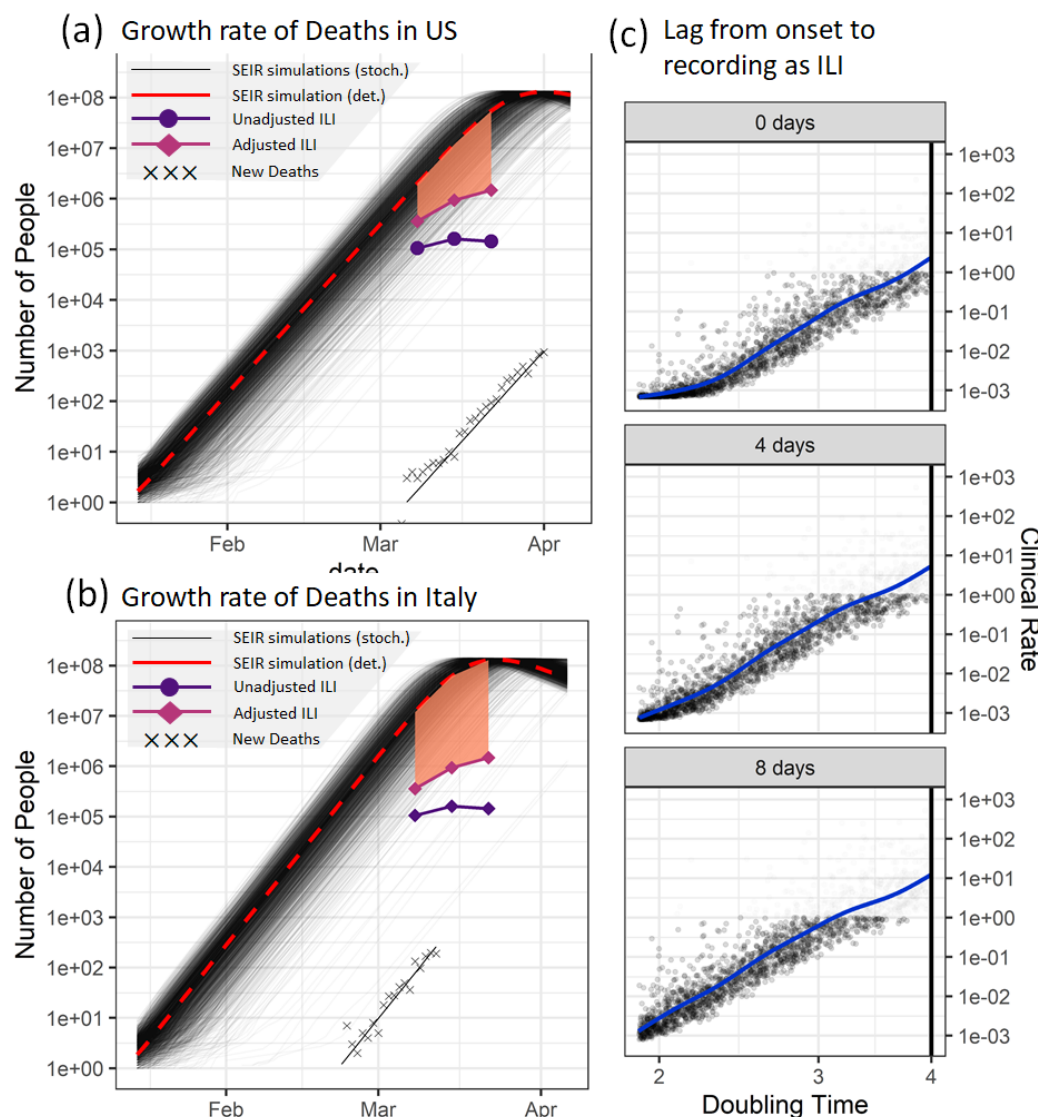 (a) Growth rate of Deaths in US
SEIR simulations (stoch.)
SEIR simulation (det.)
Unadjusted ILI
Adjusted ILI
New Deaths
Number of People
1e+08
1e+07
1e+06
1e+05
1e+04
1e+03
1e+02
1e+01
1e+00
Feb
Mar
Apr
date
(b) Growth rate of Deaths in Italy
SEIR simulations (stoch.)
SEIR simulation (det.)
Unadjusted ILI
Adjusted ILI
New Deaths
Number of People
1e+08
1e+07
1e+06
1e+05
1e+04
1e+03
1e+02
1e+01
1e+00
Feb
Mar
Apr
(c) Lag from onset to
recording as ILI
0 days
1e+03
1e+02
1e+01
1e+00
1e-01
1e-02
1e-03
4 days
1e+03
1e+02
1e+01
1e+00
1e-01
1e-02
1e-03
Clinical Rate
8 days
1e+03
1e+02
1e+01
1e+00
1e-01
1e-02
1e-03
2
3
4
Doubling Time